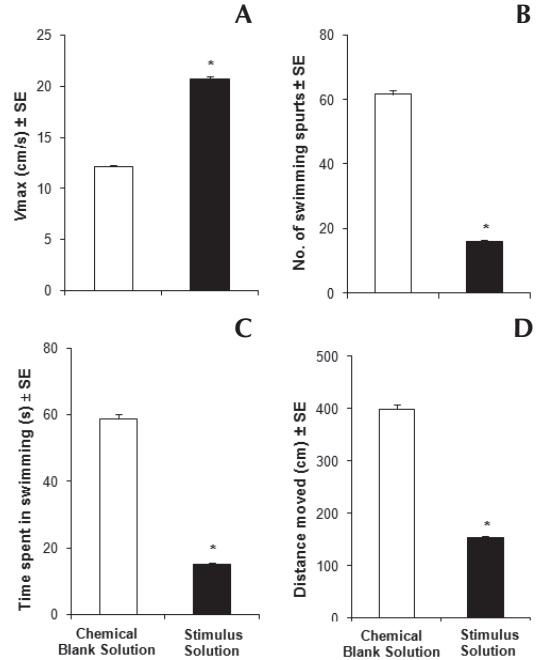 A
Vmax (cm/s) ± SE
25
20
15
10
5
0
*
B
No. of swimming spurts ± SE
80
60
40
20
0
*
C
Time spent in swimming (s) ± SE
80
60
40
20
0
*
Chemical
Blank Solution
Stimulus
Solution
D
Distance moved (cm) ± SE
500
400
300
200
100
0
*
Chemical
Blank Solution
Stimulus
Solution